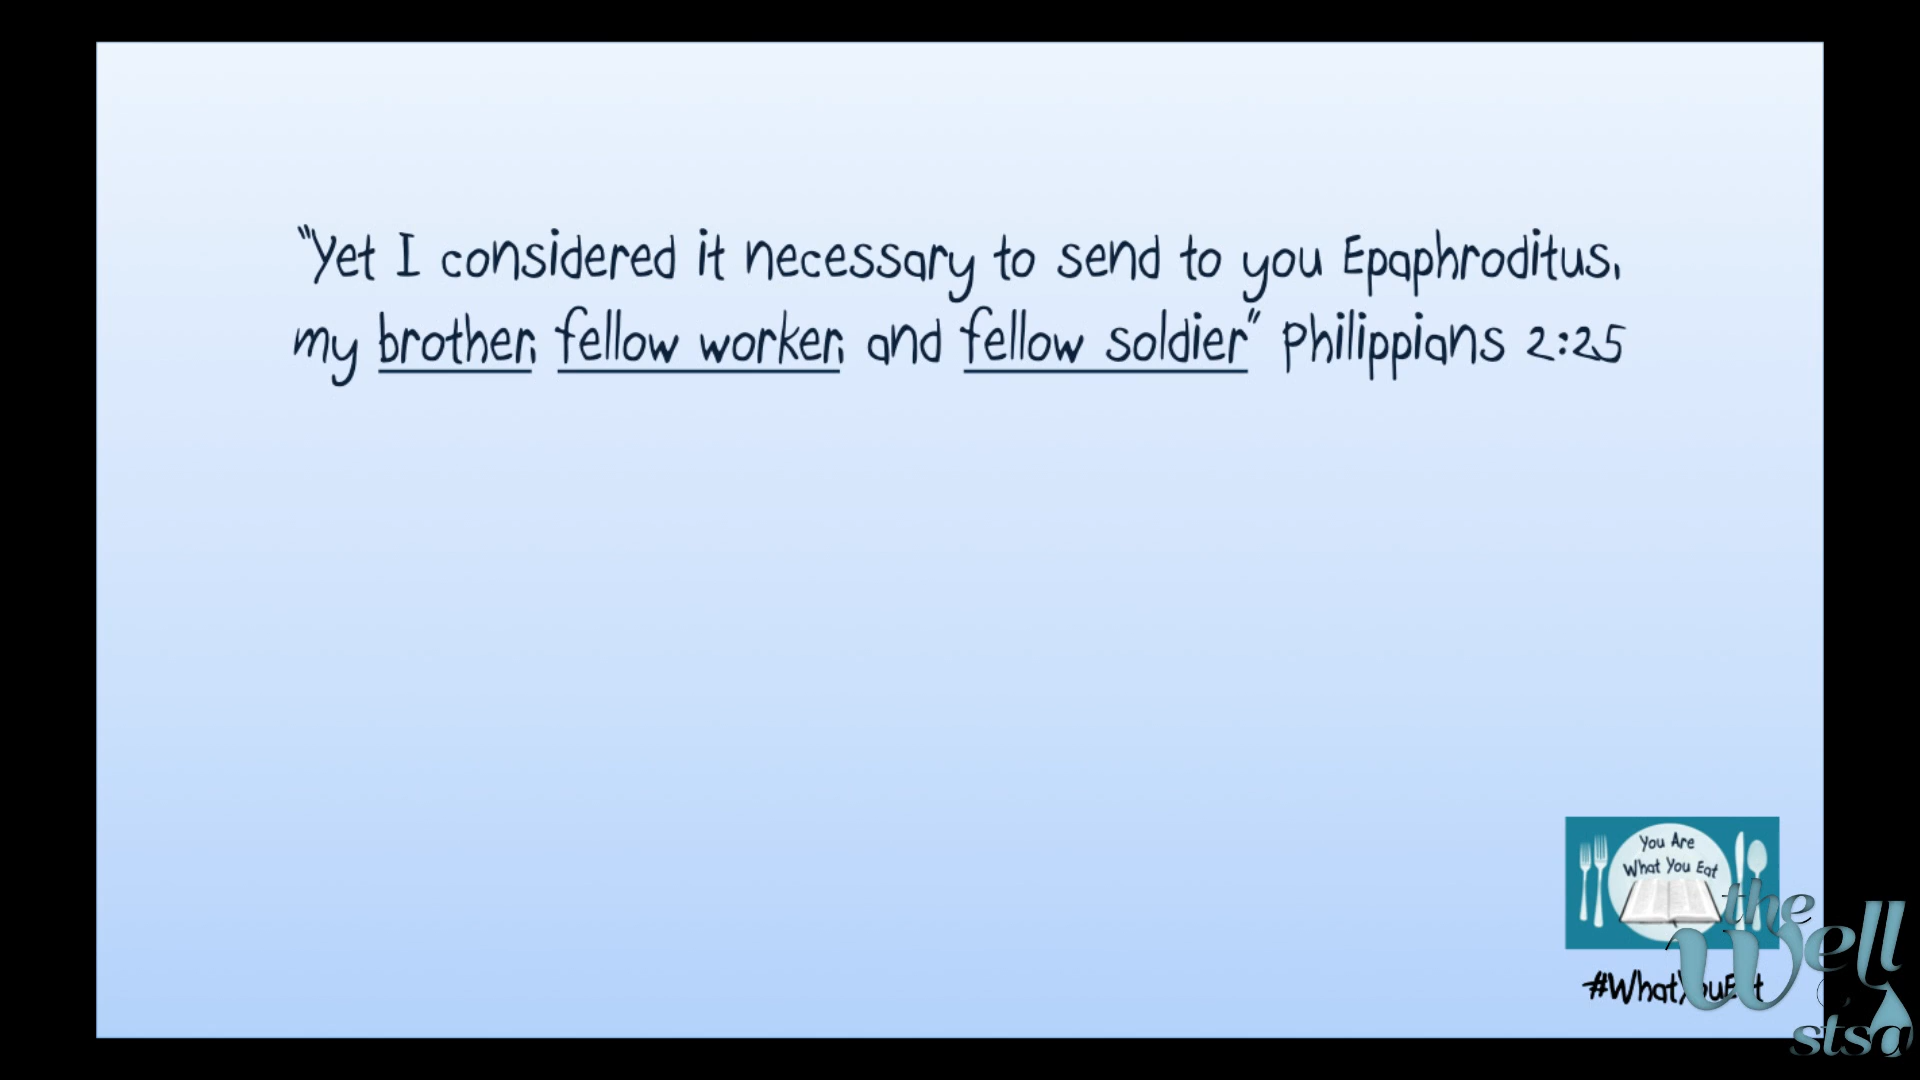 "Yet I considered it necessary to send to you Epaphroditus,
my brother, fellow worker, and fellow soldier" Philippians 2:25
You Are
What You Eat
#WhatYouEat
the
Well
@
stsa